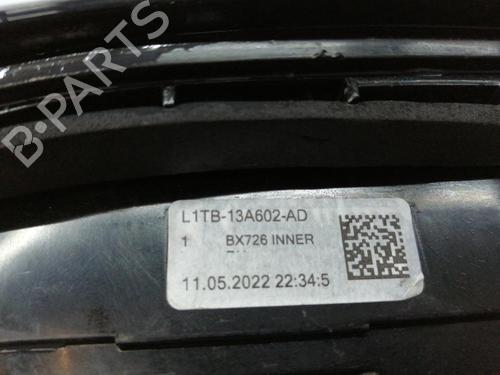 B-PARTS
L1TB-13A602-AD
1 BX726 INNER
11.05.2022 22:34:5